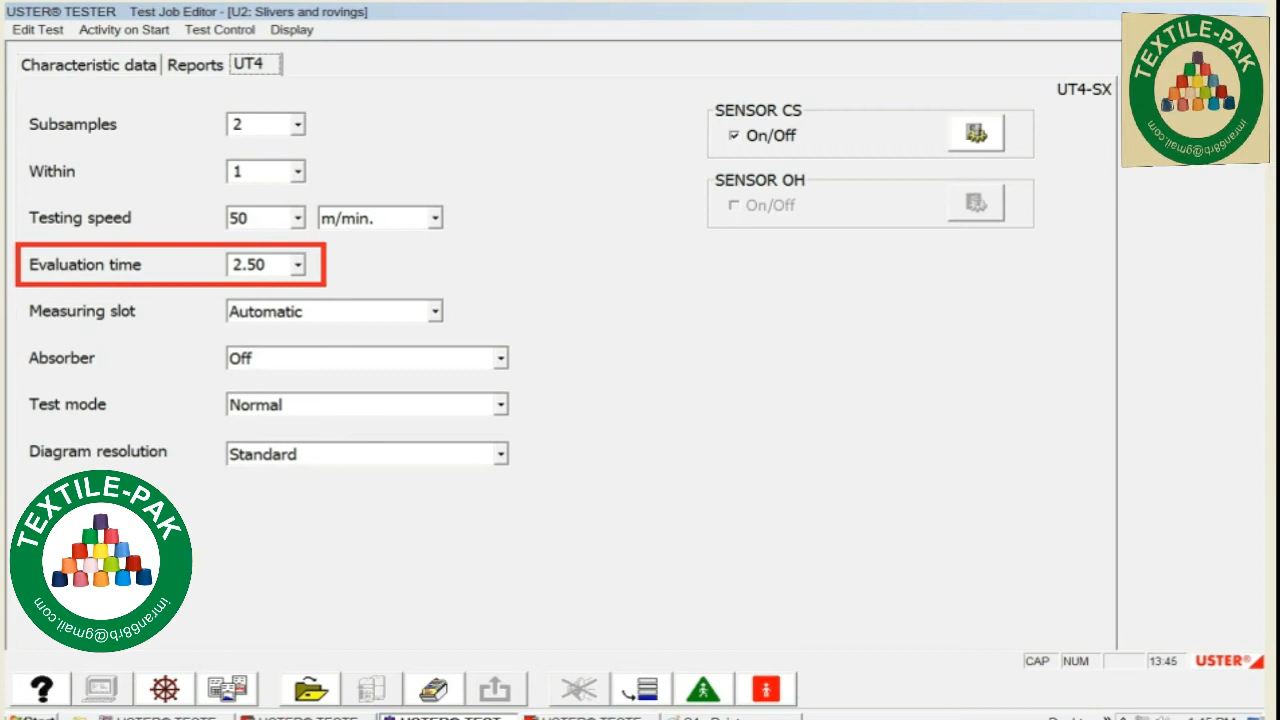 USTER® TESTER Test Job Editor - [U2: Slivers and rovings]
Edit Test Activity on Start Test Control Display
Characteristic data Reports UT4
UT4-SX
Subsamples 2
Within 1
Testing speed 50 m/min.
Evaluation time 2.50
Measuring slot Automatic
Absorber Off
Test mode Normal
Diagram resolution Standard
SENSOR CS
On/Off
SENSOR OH
On/Off
TEXTILE-PAK
imran68rb@gmail.com
TEXTILE-PAK
imran68rb@gmail.com
CAP NUM 13:45 USTER®
?